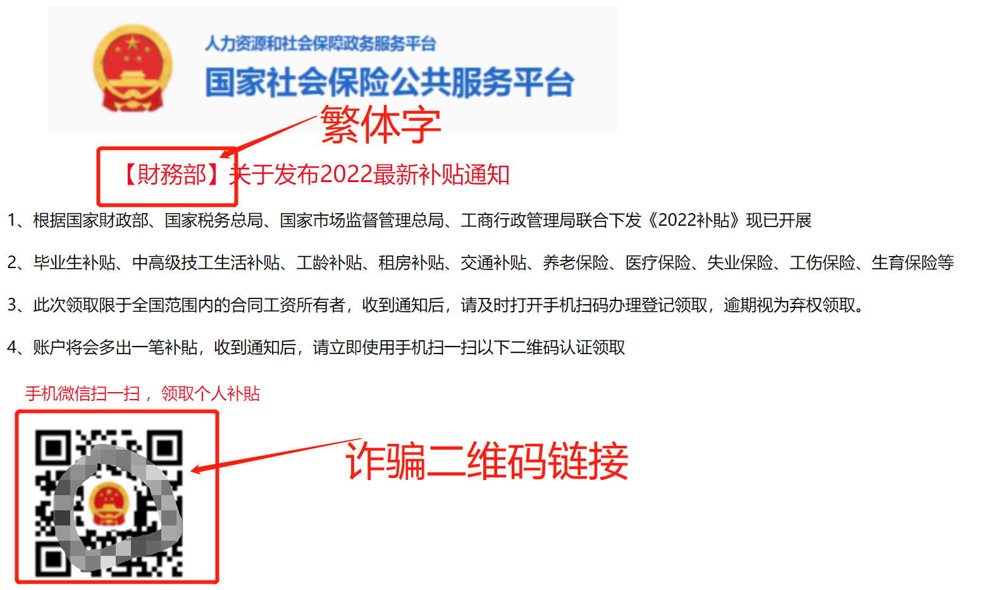 人力资源和社会保障政务服务平台
国家社会保险公共服务平台
繁体字
【財務部】关于发布2022最新补贴通知
1、根据国家财政部、国家税务总局、国家市场监督管理总局、工商行政管理局联合下发《2022补貼》现已开展
2、毕业生补贴、中高级技工生活补贴、工龄补贴、租房补贴、交通补贴、养老保险、医疗保险、失业保险、工伤保险、生育保险等
3、此次领取限于全国范围内的合同工资所有者，收到通知后，请及时打开手机扫码办理登记领取，逾期视为弃权领取。
4、账户将会多出一笔补貼，收到通知后，请立即使用手机扫一扫以下二维码认证领取
手机微信扫一扫 ，领取个人补貼
诈骗二维码链接